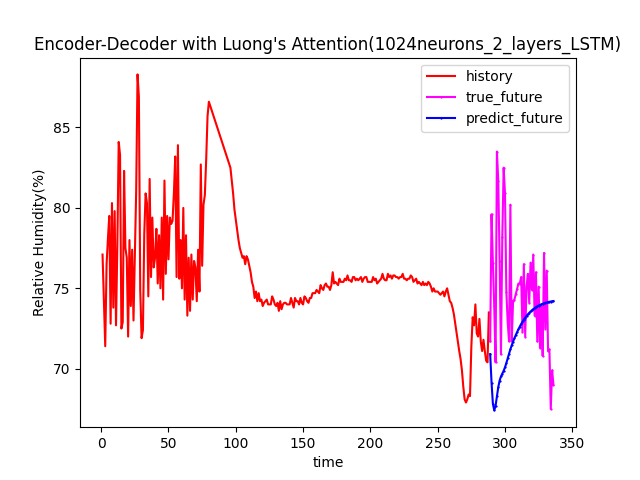 Encoder-Decoder with Luong's Attention(1024neurons_2_layers_LSTM)
history
true_future
predict_future
Relative Humidity(%)
85
80
75
70
0 50 100 150 200 250 300 350
time